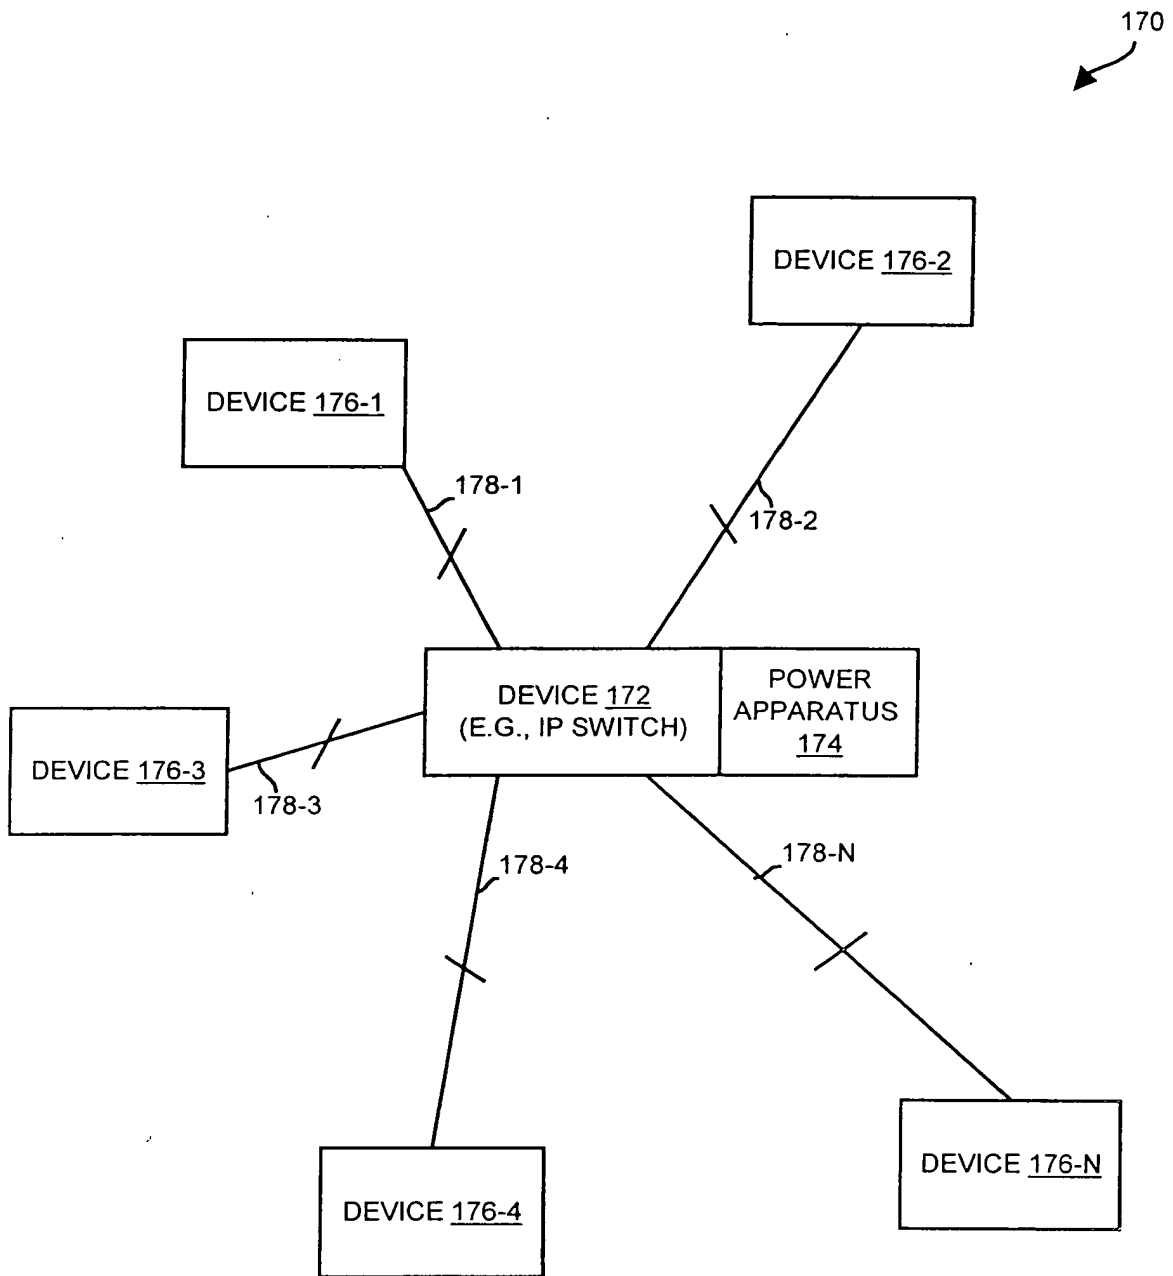 170
DEVICE 176-2
DEVICE 176-1
178-1
178-2
DEVICE 172
(E.G., IP SWITCH)
POWER
APPARATUS
174
DEVICE 176-3
178-3
178-4
178-N
DEVICE 176-N
DEVICE 176-4